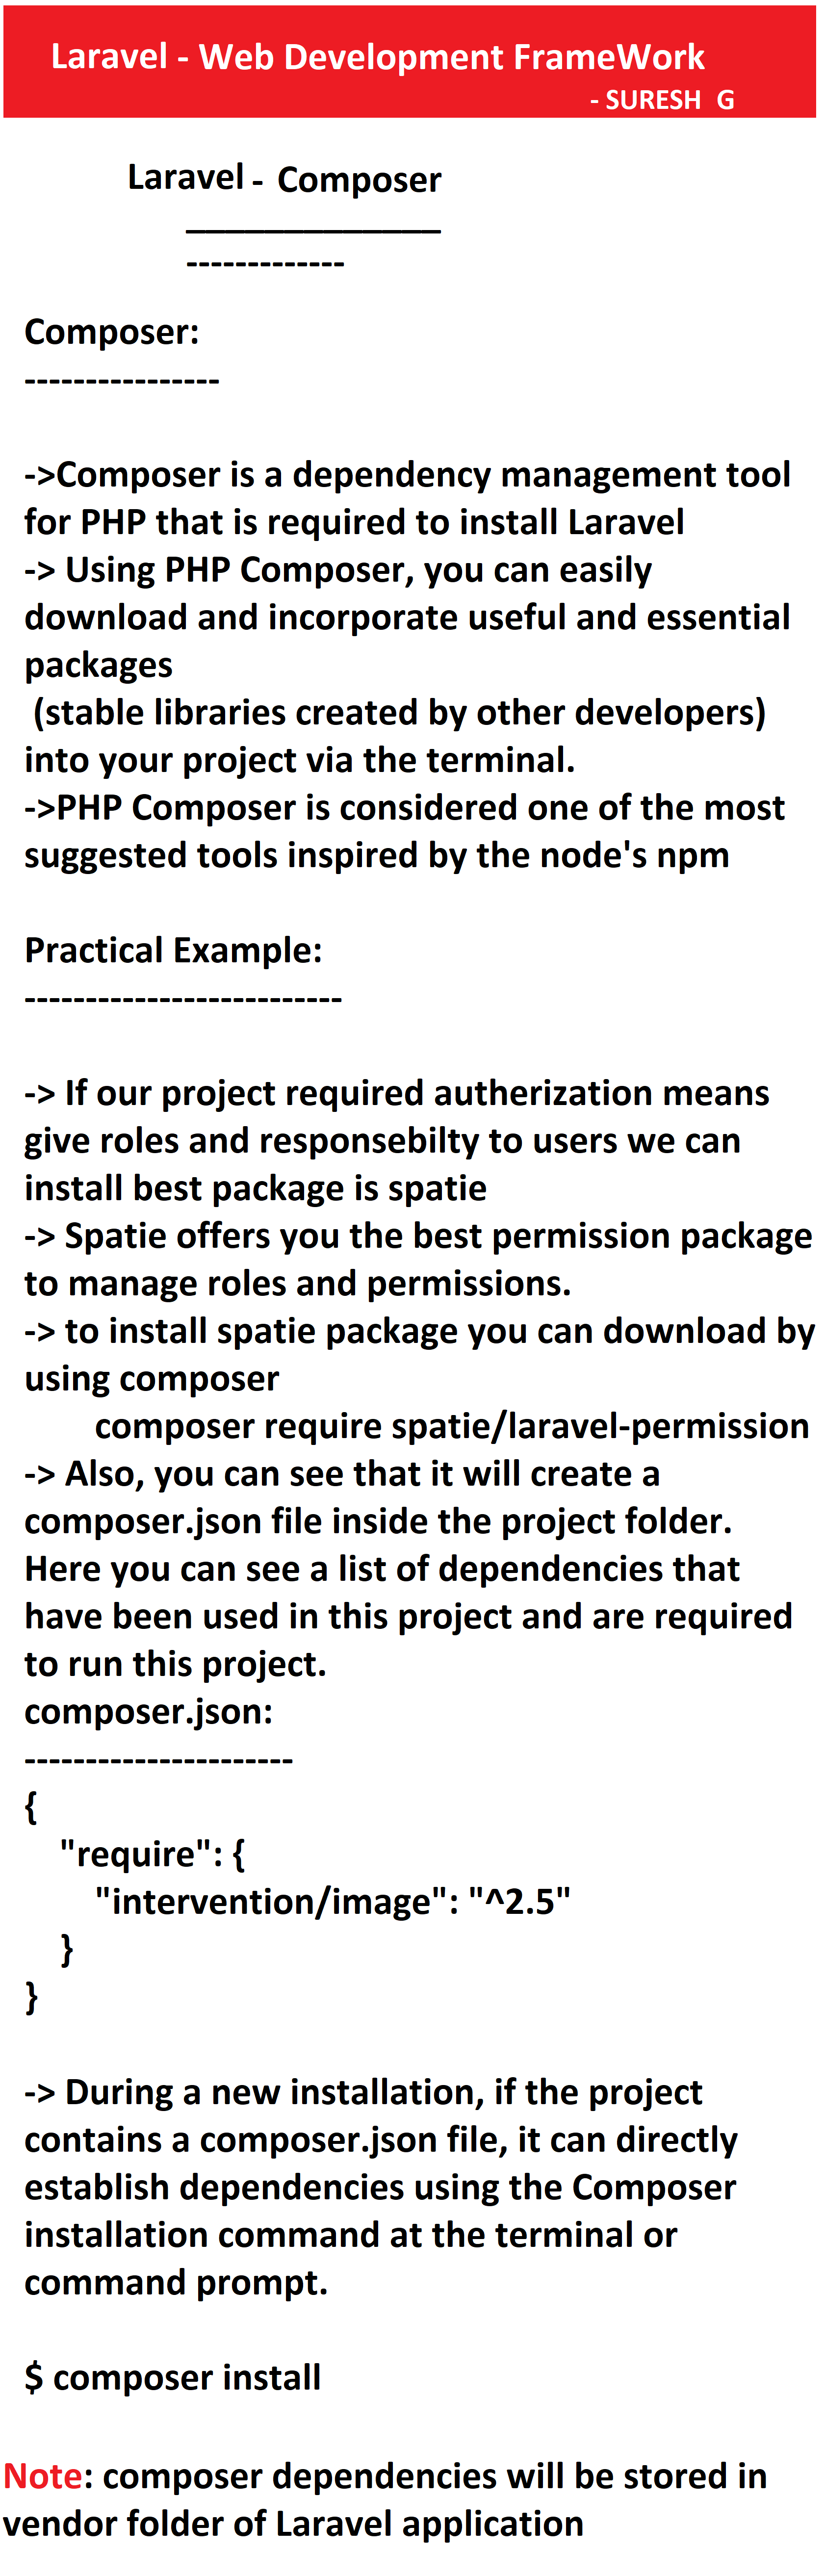 Laravel - Web Development FrameWork
- SURESH  G
Laravel - Composer
_____________
-------------
Composer:
----------------
->Composer is a dependency management tool
for PHP that is required to install Laravel
-> Using PHP Composer, you can easily
download and incorporate useful and essential
packages
(stable libraries created by other developers)
into your project via the terminal.
->PHP Composer is considered one of the most
suggested tools inspired by the node's npm
Practical Example:
--------------------------
-> If our project required autherization means
give roles and responsebilty to users we can
install best package is spatie
-> Spatie offers you the best permission package
to manage roles and permissions.
-> to install spatie package you can download by
using composer
composer require spatie/laravel-permission
-> Also, you can see that it will create a
composer.json file inside the project folder.
Here you can see a list of dependencies that
have been used in this project and are required
to run this project.
composer.json:
----------------------
{
"require": {
"intervention/image": "^2.5"
}
}
-> During a new installation, if the project
contains a composer.json file, it can directly
establish dependencies using the Composer
installation command at the terminal or
command prompt.
$ composer install
Note: composer dependencies will be stored in
vendor folder of Laravel application